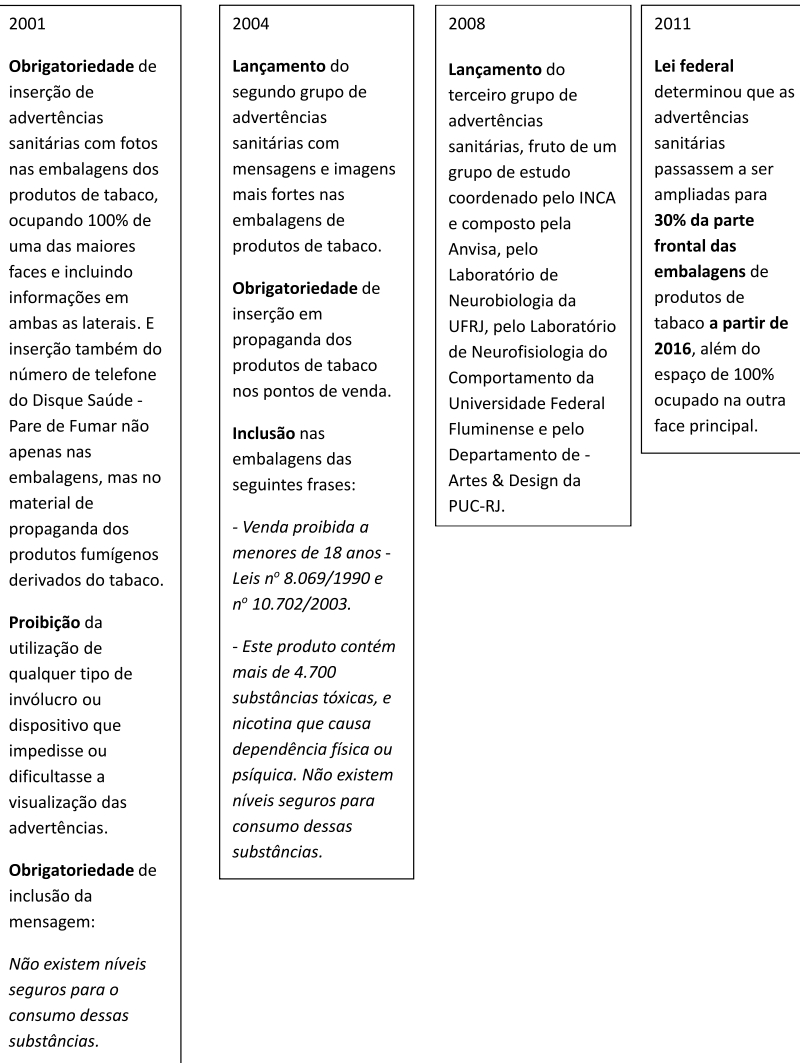 2001
Obrigatoriedade de
inserção de
advertências
sanitárias com fotos
nas embalagens dos
produtos de tabaco,
ocupando 100% de
uma das maiores
faces e incluindo
informações em
ambas as laterais. E
inserção também do
número de telefone
do Disque Saúde -
Pare de Fumar não
apenas nas
embalagens, mas no
material de
propaganda dos
produtos fumígenos
derivados do tabaco.
Proibição da
utilização de
qualquer tipo de
invólucro ou
dispositivo que
impedisse ou
dificultasse a
visualização das
advertências.
Obrigatoriedade de
inclusão da
mensagem:
Não existem níveis
seguros para o
consumo dessas
substâncias.
2004
Lançamento do
segundo grupo de
advertências
sanitárias com
mensagens e imagens
mais fortes nas
embalagens de
produtos de tabaco.
Obrigatoriedade de
inserção em
propaganda dos
produtos de tabaco
nos pontos de venda.
Inclusão nas
embalagens das
seguintes frases:
- Venda proibida a
menores de 18 anos -
Leis nº 8.069/1990 e
nº 10.702/2003.
- Este produto contém
mais de 4.700
substâncias tóxicas, e
nicotina que causa
dependência física ou
psíquica. Não existem
níveis seguros para
consumo dessas
substâncias.
2008
Lançamento do
terceiro grupo de
advertências
sanitárias, fruto de um
grupo de estudo
coordenado pelo INCA
e composto pela
Anvisa, pelo
Laboratório de
Neurobiologia da
UFRJ, pelo Laboratório
de Neurofisiologia do
Comportamento da
Universidade Federal
Fluminense e pelo
Departamento de -
Artes & Design da
PUC-RJ.
2011
Lei federal
determinou que as
advertências
sanitárias
passassem a ser
ampliadas para
30% da parte
frontal das
embalagens de
produtos de
tabaco a partir de
2016, além do
espaço de 100%
ocupado na outra
face principal.